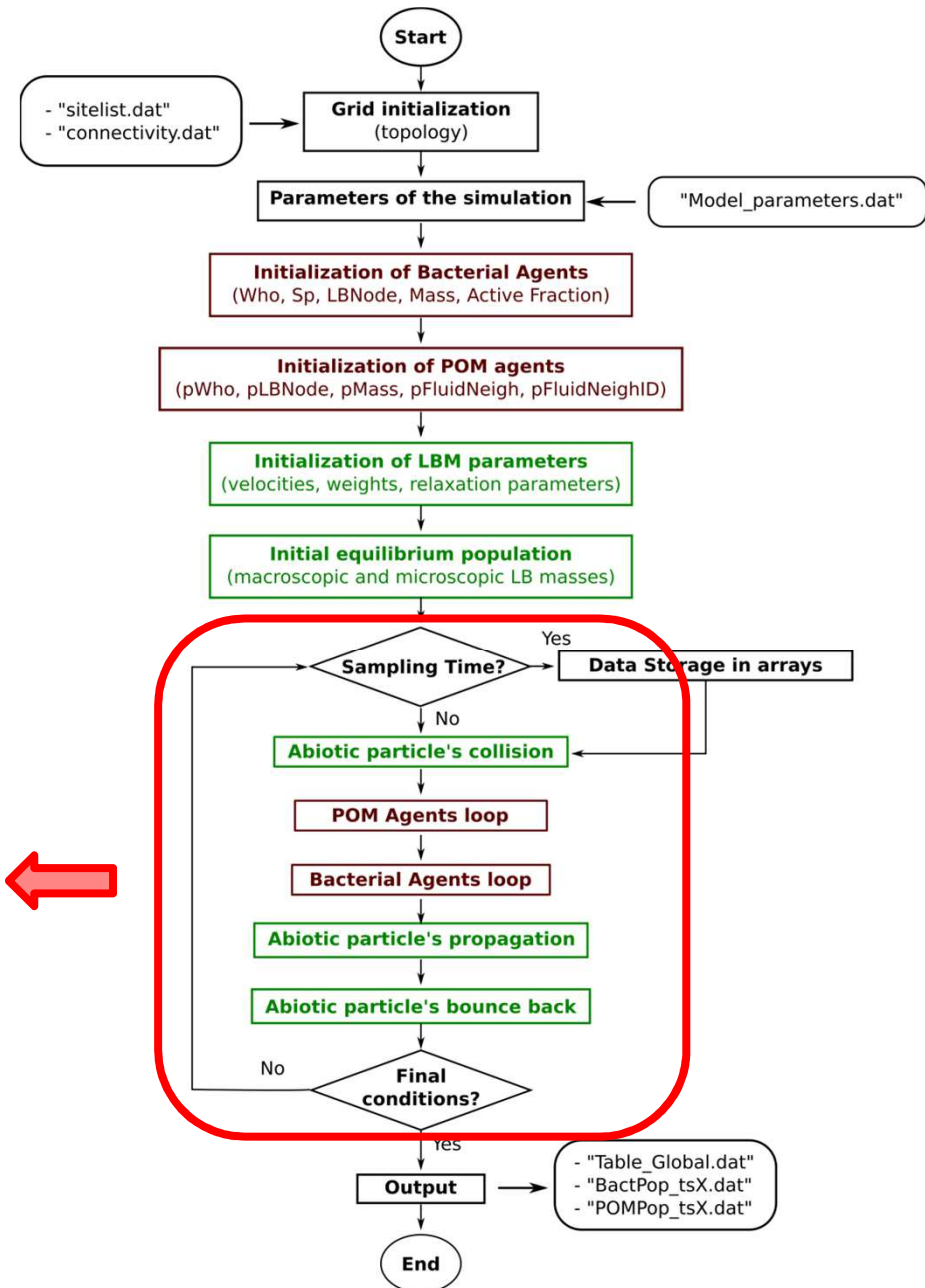 Start
- "sitelist.dat"
- "connectivity.dat"
Grid initialization
(topology)
Parameters of the simulation
"Model_parameters.dat"
Initialization of Bacterial Agents
(Who, Sp, LBNode, Mass, Active Fraction)
Initialization of POM agents
(pWho, pLBNode, pMass, pFluidNeigh, pFluidNeighID)
Initialization of LBM parameters
(velocities, weights, relaxation parameters)
Initial equilibrium population
(macroscopic and microscopic LB masses)
Sampling Time?
Yes
Data Storage in arrays
No
Abiotic particle's collision
POM Agents loop
Bacterial Agents loop
Abiotic particle's propagation
Abiotic particle's bounce back
No
Final
conditions?
Yes
Output
- "Table_Global.dat"
- "BactPop_tsX.dat"
- "POMPop_tsX.dat"
End